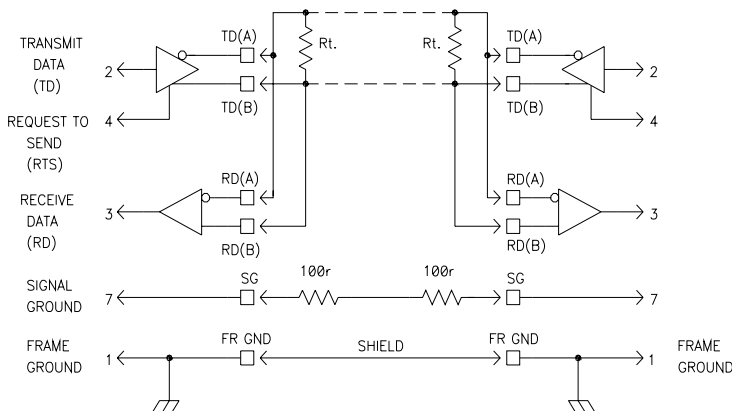 TRANSMIT
DATA
(TD)
2
TD(A)
Rt.
Rt.
TD(A)
2
TD(B)
TD(B)
REQUEST TO
SEND
(RTS)
4
4
RECEIVE
DATA
(RD)
3
RD(A)
RD(A)
3
RD(B)
RD(B)
SIGNAL
GROUND
7
SG
100r
100r
SG
7
FRAME
GROUND
1
FR GND
SHIELD
FR GND
1
FRAME
GROUND